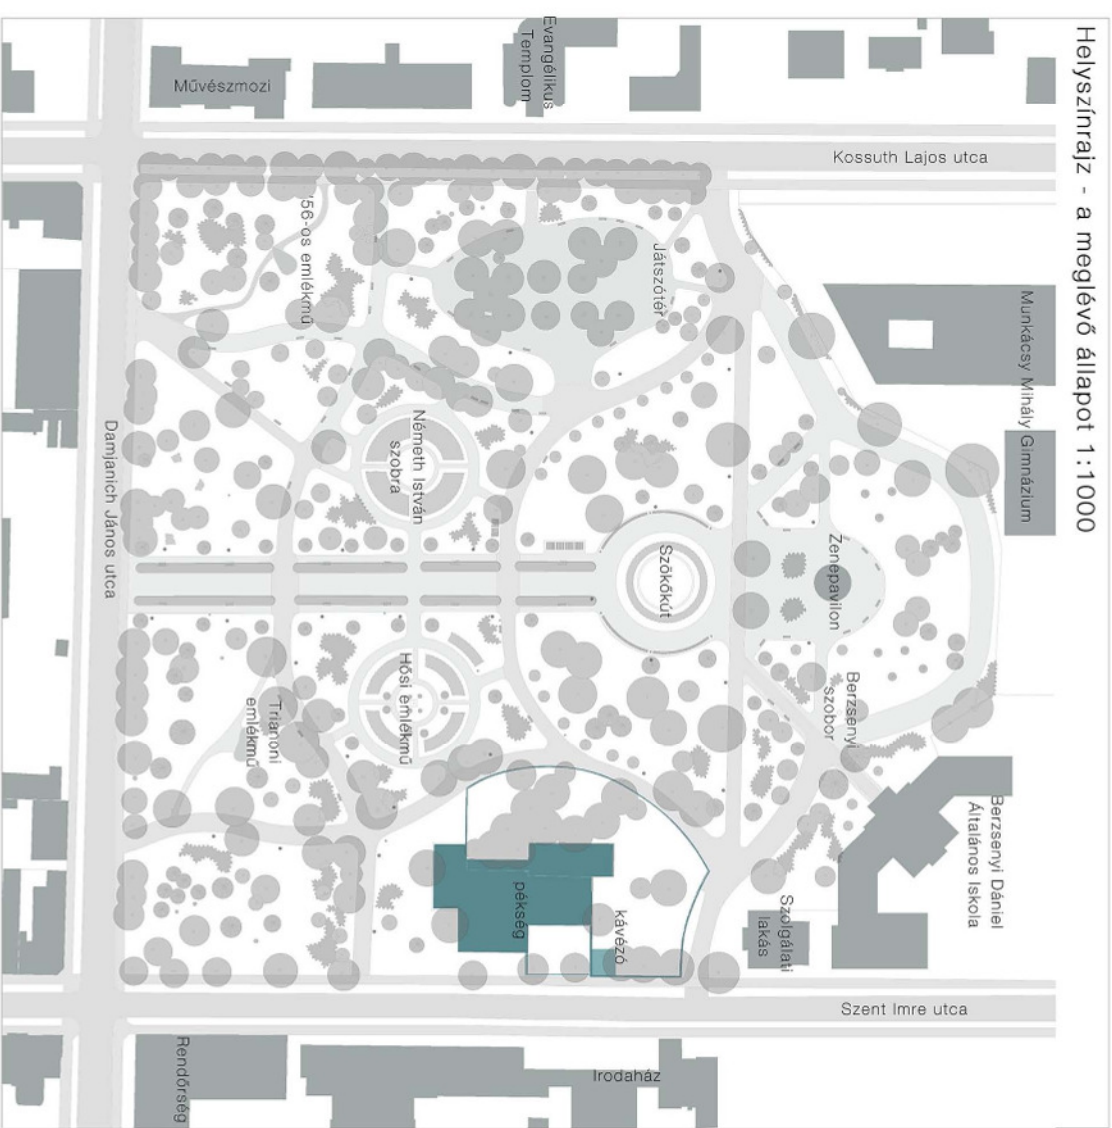 Helyszínrajz - a meglévő állapot 1:1000
Művészmozi
Evangélikus
Templom
Kossuth Lajos utca
'56-os emlékmű
Játszótér
Munkácsy Mihály Gimnázium
Németh István
szobra
Damjanich János utca
Szökőkút
Zenepavilon
Hősi emlékmű
Berzsenyi
szobor
Trianoni
emlékmű
Berzsenyi Dániel
Általános Iskola
pékség
kávézó
Szolgálati
lakás
Szent Imre utca
Rendőrség
Irodaház